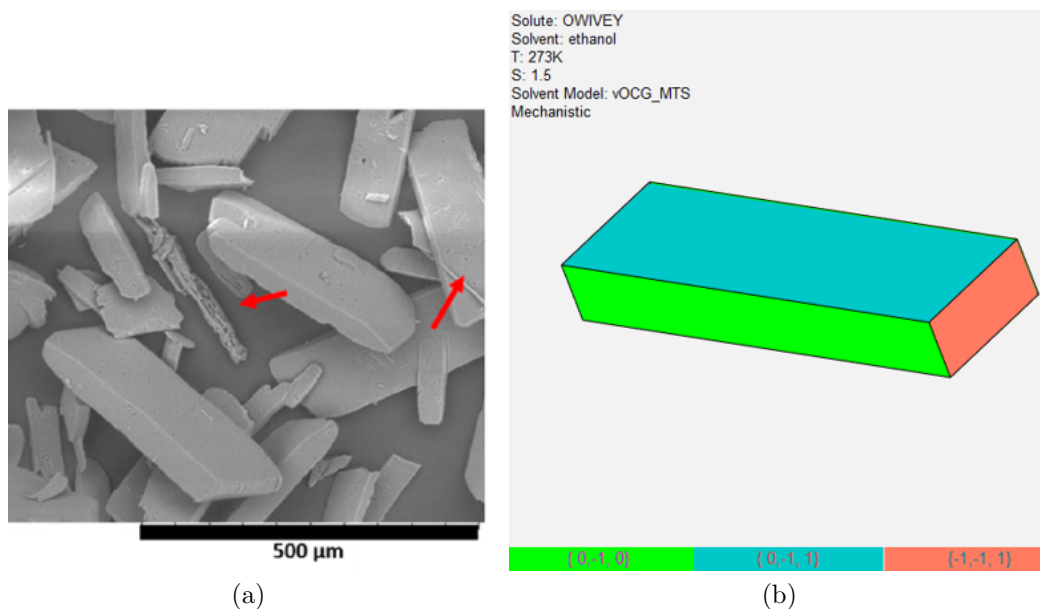 Solute: OWIVEY
Solvent: ethanol
T: 273K
S: 1.5
Solvent Model: vOCG_MTS
Mechanistic
500 µm
{ 0,-1, 0}
{ 0,-1, 1}
{-1,-1, 1}
(a)
(b)